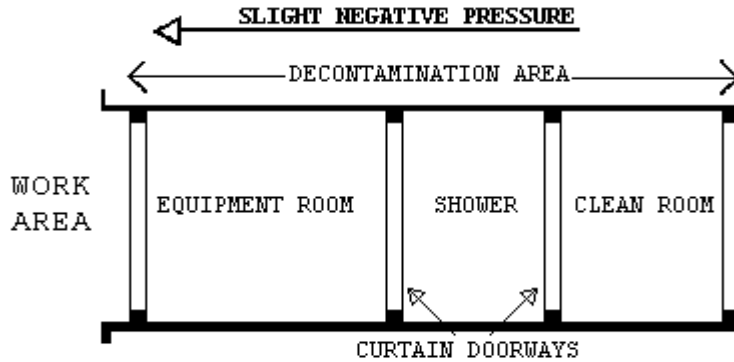 SLIGHT NEGATIVE PRESSURE
DECONTAMINATION AREA
WORK
AREA
EQUIPMENT ROOM
SHOWER
CLEAN ROOM
CURTAIN DOORWAYS